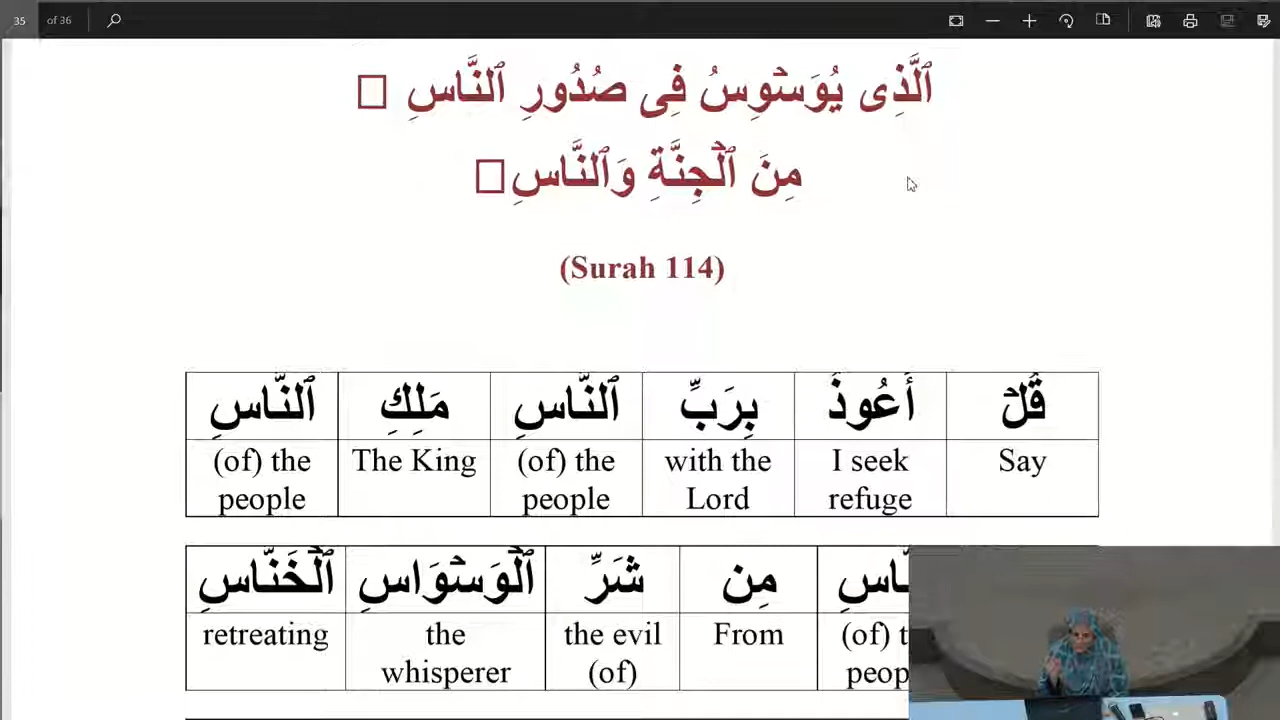 35 of 36
ٱلَّذِى يُوَسۡوِسُ فِى صُدُورِ ٱلنَّاسِ
مِنَ ٱلۡجِنَّةِ وَٱلنَّاسِ
(Surah 114)
قُلۡ أَعُوذُ بِرَبِّ ٱلنَّاسِ مَلِكِ ٱلنَّاسِ
Say I seek refuge with the Lord (of) the people The King (of) the people
مِن شَرِّ ٱلۡوَسۡوَاسِ ٱلۡخَنَّاسِ
(of) From the evil (of) the whisperer retreating